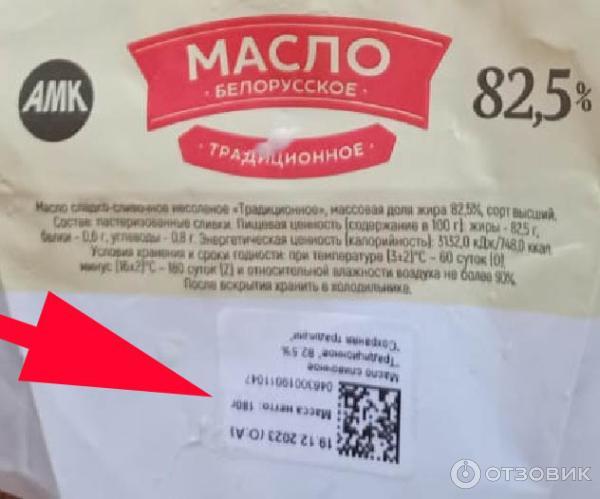 АМК
МАСЛО
· БЕЛОРУССКОЕ ·
· ТРАДИЦИОННОЕ ·
82,5%
Масло сладко-сливочное несоленое «Традиционное», массовая доля жира 82,5%, сорт высший.
Состав: пастеризованные сливки. Пищевая ценность (содержание в 100 г): жиры - 82,5 г,
белки - 0,6 г, углеводы - 0,8 г. Энергетическая ценность (калорийность): 3132,0 кДж/748,0 ккал.
Условия хранения и сроки годности: при температуре (3±2)°C – 60 суток (0)
минус (16±2)°C – 180 суток (2) и относительной влажности воздуха не более 90%.
После вскрытия хранить в холодильнике.
19.12.2023 (О.А)
Масса нетто: 180г
04630019011047
Масло сливочное
"Традиционное" 82.5%
"Сохраняя традиции"
ОТЗОВИК